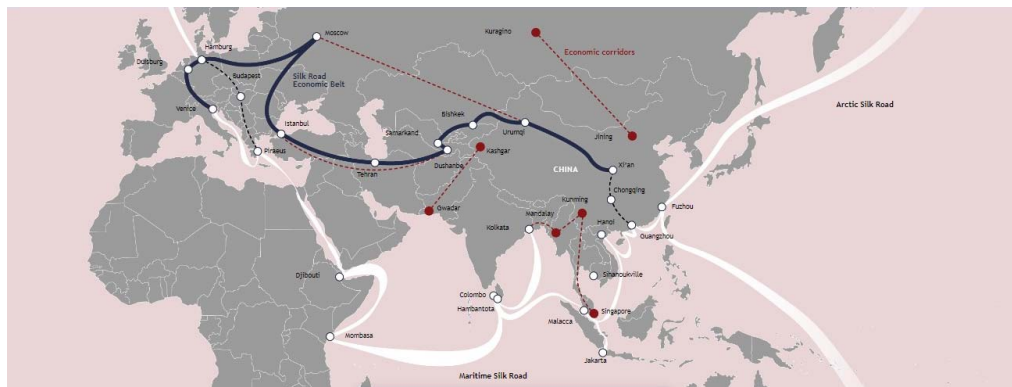 Moscow
Kuragino
Hamburg
Economic corridors
Duisburg
Budapest
Silk Road
Economic Belt
Arctic Silk Road
Venice
Bishkek
Istanbul
Samarkand
Urumqi
Jining
Piraeus
Kashgar
Dushanbe
Tehran
CHINA
Xi'an
Chongqing
Gwadar
Kunming
Mandalay
Fuzhou
Kolkata
Hanoi
Guangzhou
Djibouti
Sihanoukville
Colombo
Hambantota
Singapore
Malacca
Mombasa
Jakarta
Maritime Silk Road